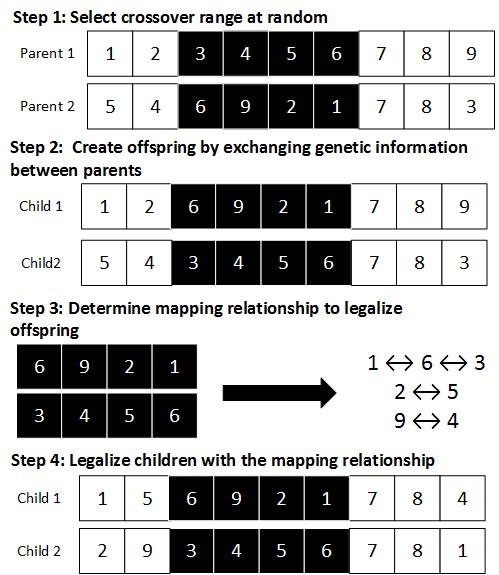 Step 1: Select crossover range at random
Parent 1 1 2 3 4 5 6 7 8 9
Parent 2 5 4 6 9 2 1 7 8 3
Step 2: Create offspring by exchanging genetic information
between parents
Child 1 1 2 6 9 2 1 7 8 9
Child2 5 4 3 4 5 6 7 8 3
Step 3: Determine mapping relationship to legalize
offspring
6 9 2 1
3 4 5 6
1 ↔ 6 ↔ 3
2 ↔ 5
9 ↔ 4
Step 4: Legalize children with the mapping relationship
Child 1 1 5 6 9 2 1 7 8 4
Child 2 2 9 3 4 5 6 7 8 1